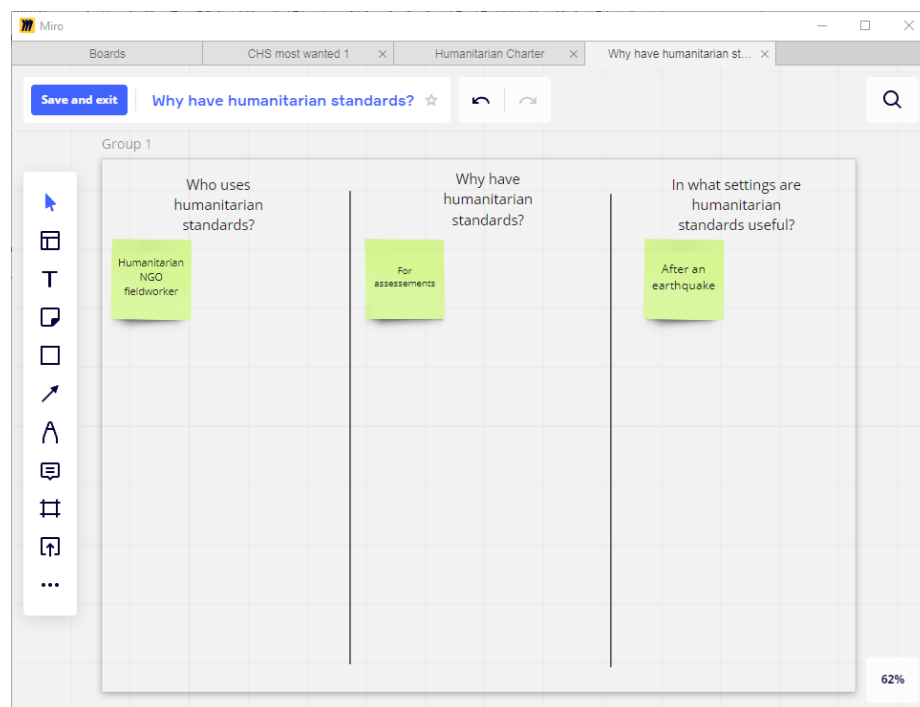 Miro
Boards
CHS most wanted 1
Humanitarian Charter
Why have humanitarian st...
Save and exit
Why have humanitarian standards?
Group 1
Who uses
humanitarian
standards?
Humanitarian
NGO
fieldworker
Why have
humanitarian
standards?
For
assessements
In what settings are
humanitarian
standards useful?
After an
earthquake
62%